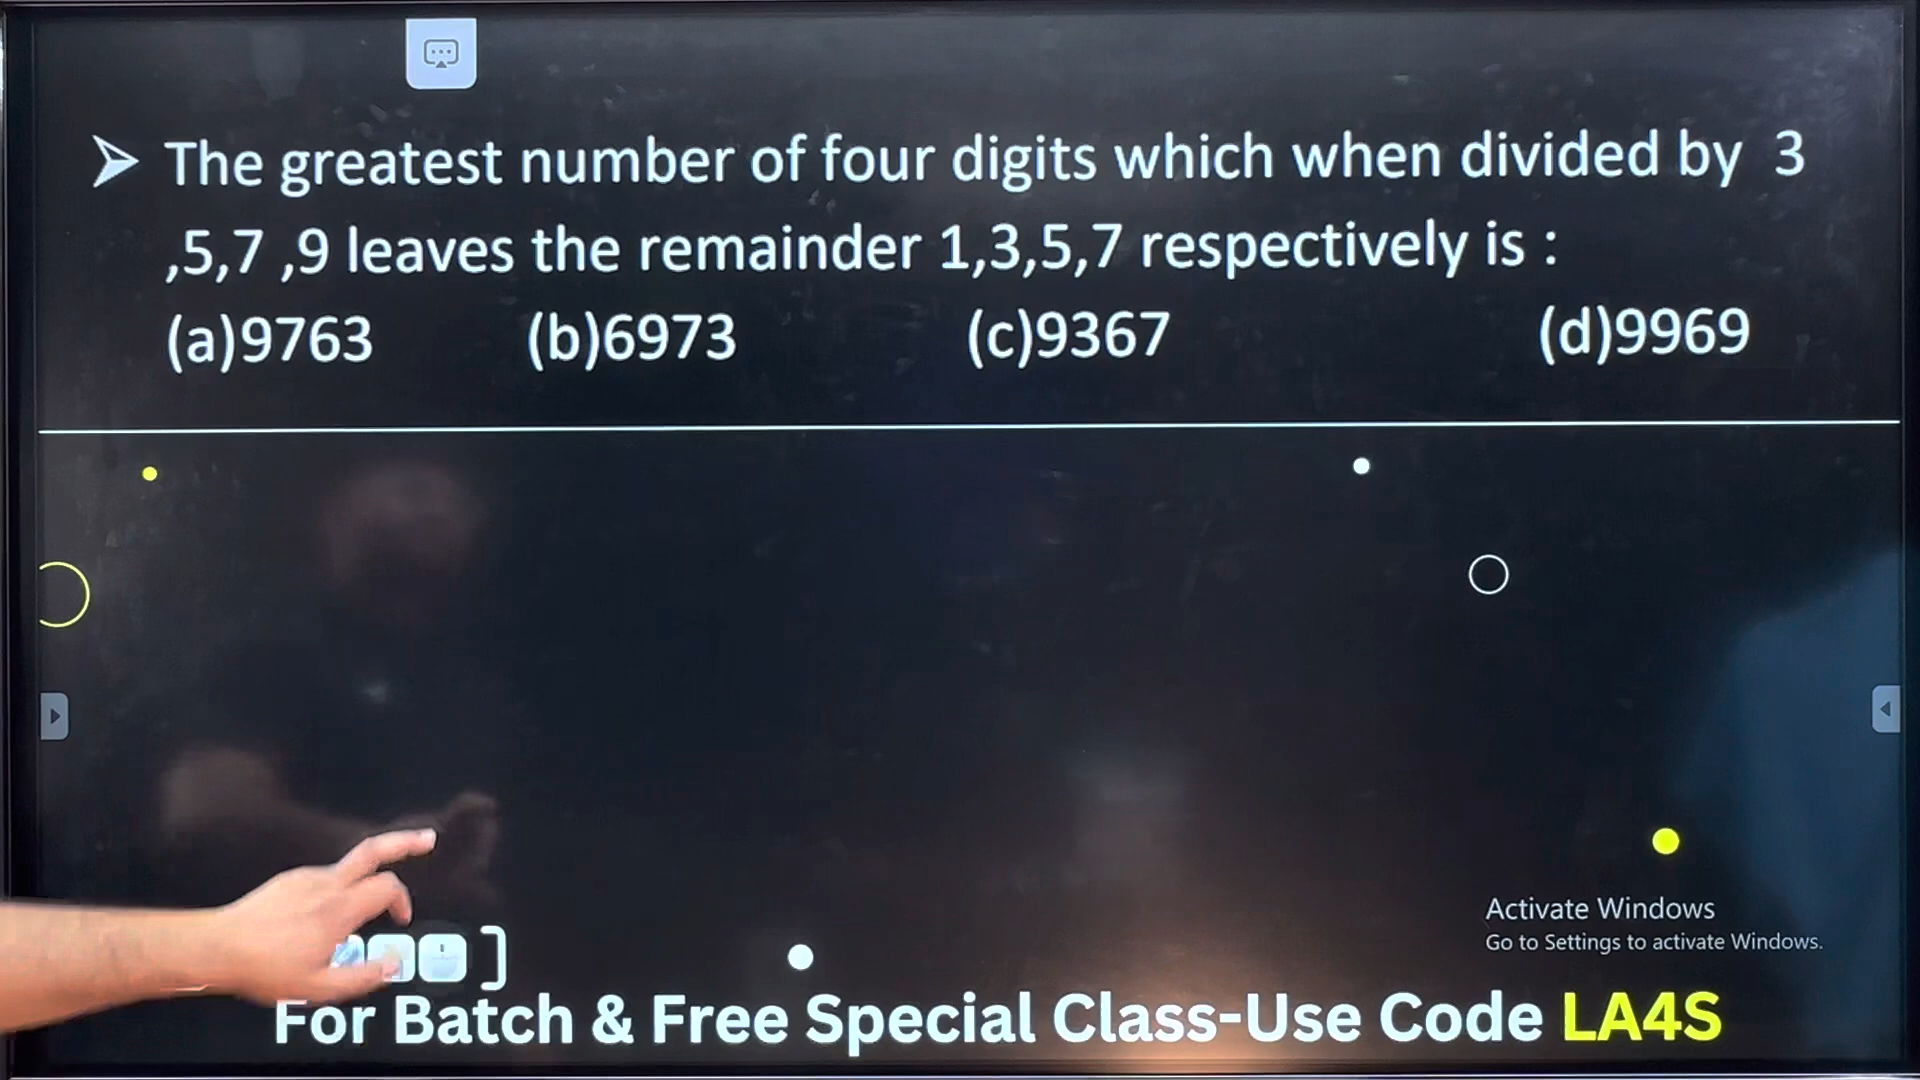 ➢ The greatest number of four digits which when divided by 3
,5,7 ,9 leaves the remainder 1,3,5,7 respectively is :
(a)9763 (b)6973 (c)9367 (d)9969
Activate Windows
Go to Settings to activate Windows.
]
For Batch & Free Special Class-Use Code LA4S